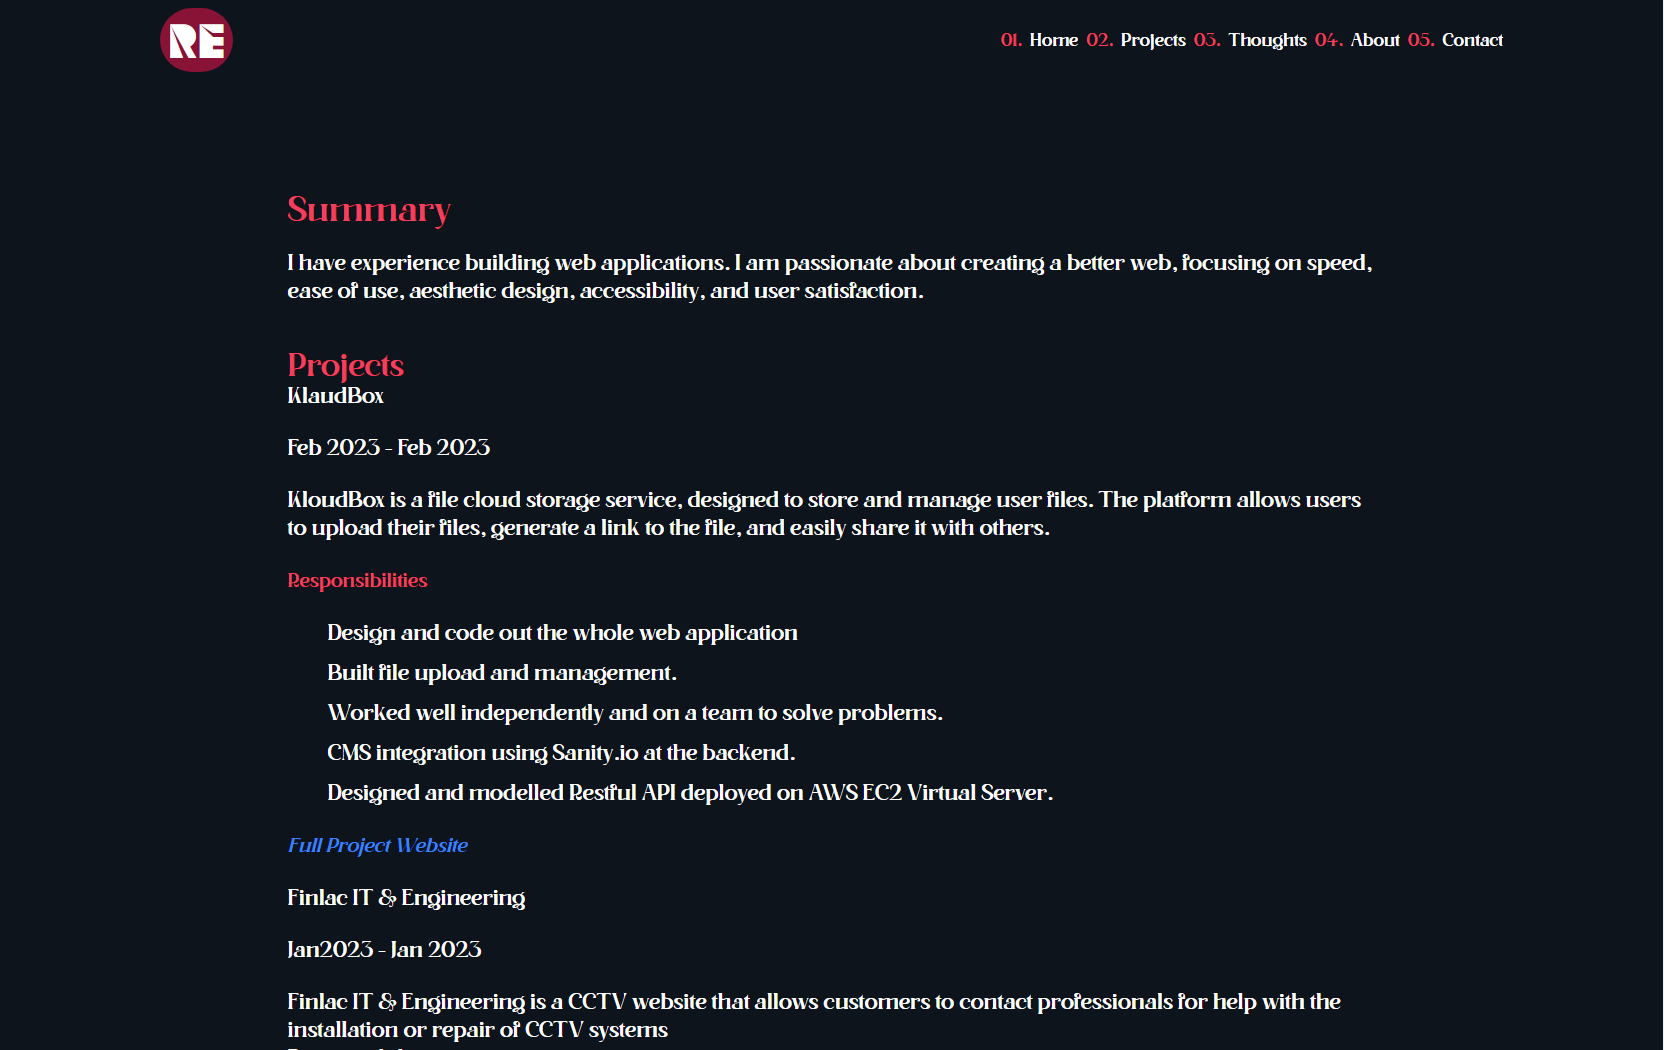 RE
01. Home 02. Projects 03. Thoughts 04. About 05. Contact
Summary
I have experience building web applications. I am passionate about creating a better web, focusing on speed,
ease of use, aesthetic design, accessibility, and user satisfaction.
Projects
KlaudBox
Feb 2023 - Feb 2023
KloudBox is a file cloud storage service, designed to store and manage user files. The platform allows users
to upload their files, generate a link to the file, and easily share it with others.
Responsibilities
Design and code out the whole web application
Built file upload and management.
Worked well independently and on a team to solve problems.
CMS integration using Sanity.io at the backend.
Designed and modelled Restful API deployed on AWS EC2 Virtual Server.
Full Project Website
Finlac IT & Engineering
Jan2023 - Jan 2023
Finlac IT & Engineering is a CCTV website that allows customers to contact professionals for help with the
installation or repair of CCTV systems